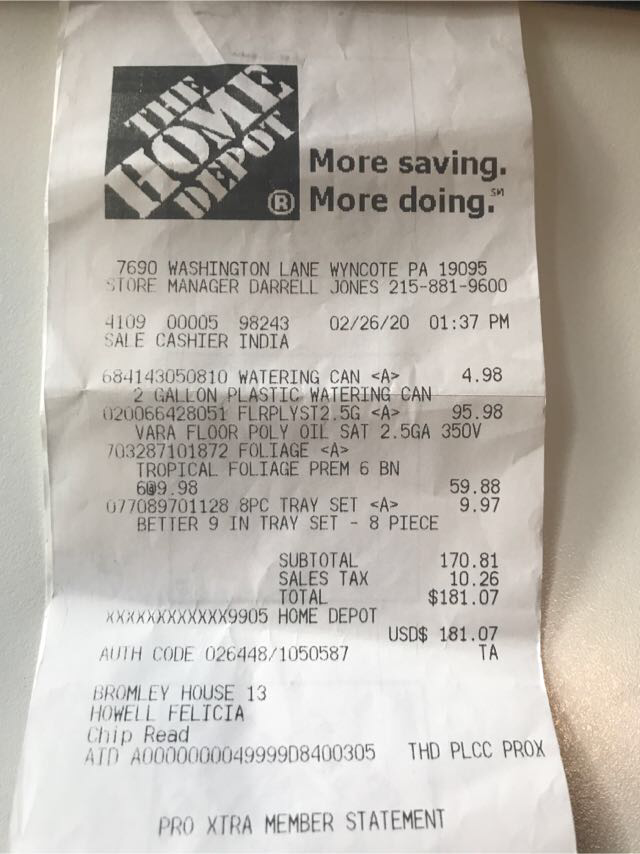 THE
HOME
DEPOT
®
More saving.
More doing.℠
7690 WASHINGTON LANE WYNCOTE PA 19095
STORE MANAGER DARRELL JONES 215-881-9600
4109 00005 98243 02/26/20 01:37 PM
SALE CASHIER INDIA
684143050810 WATERING CAN <A> 4.98
2 GALLON PLASTIC WATERING CAN
020066428051 FLRPLYST2.5G <A> 95.98
VARA FLOOR POLY OIL SAT 2.5GA 350V
703287101872 FOLIAGE <A>
TROPICAL FOLIAGE PREM 6 BN
6@9.98 59.88
077089701128 8PC TRAY SET <A> 9.97
BETTER 9 IN TRAY SET - 8 PIECE
SUBTOTAL 170.81
SALES TAX 10.26
TOTAL $181.07
XXXXXXXXXXXX9905 HOME DEPOT
USD$ 181.07
AUTH CODE 026448/1050587 TA
BROMLEY HOUSE 13
HOWELL FELICIA
Chip Read
AID A0000000049999D8400305 THD PLCC PROX
PRO XTRA MEMBER STATEMENT